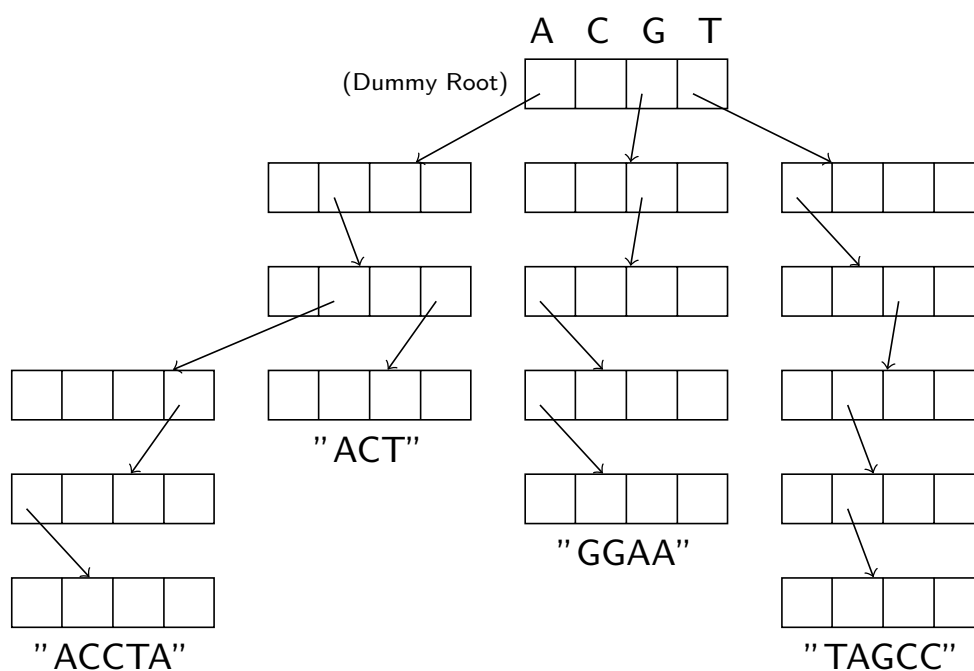 A C G T
(Dummy Root)
"ACT"
"GGAA"
"ACCTA"
"TAGCC"